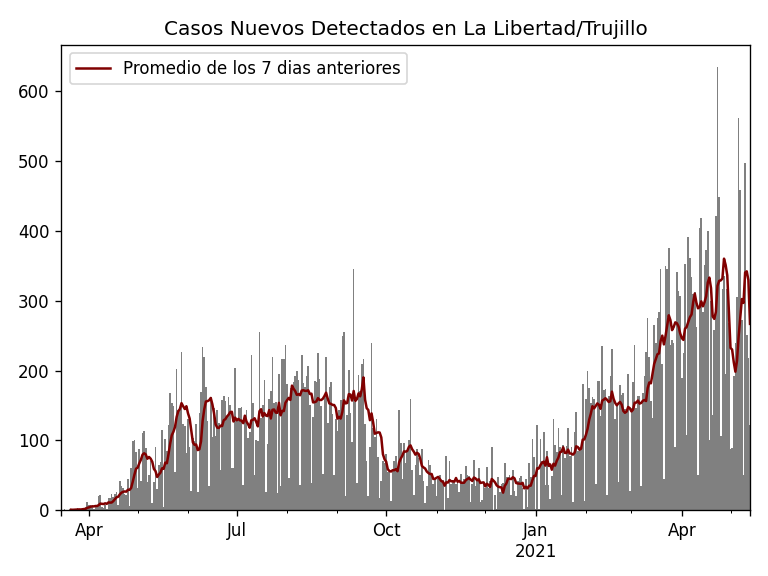 Casos Nuevos Detectados en La Libertad/Trujillo
Promedio de los 7 dias anteriores
600
500
400
300
200
100
0
Apr Jul Oct Jan Apr
2021